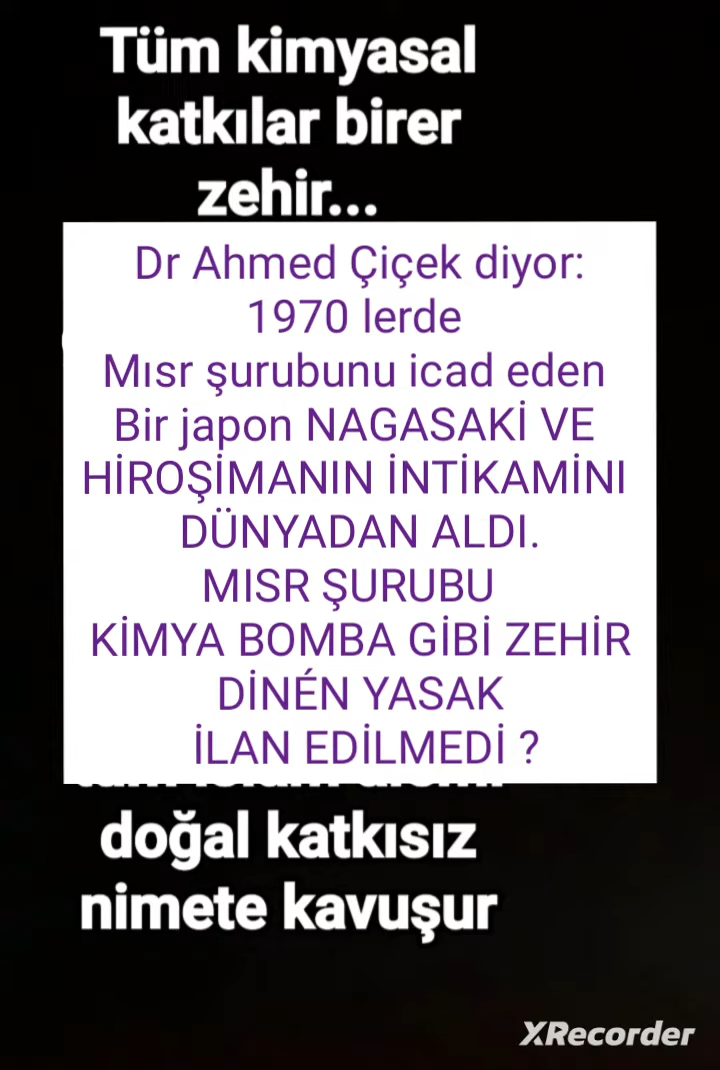 Tüm kimyasal
katkılar birer
zehir...
Dr Ahmed Çiçek diyor:
1970 lerde
Mısr şurubunu icad eden
Bir japon NAGASAKİ VE
HİROŞİMANIN İNTİKAMİNI
DÜNYADAN ALDI.
MISR ŞURUBU
KİMYA BOMBA GİBİ ZEHİR
DİNÉN YASAK
İLAN EDİLMEDİ ?
doğal katkısız
nimete kavuşur
XRecorder